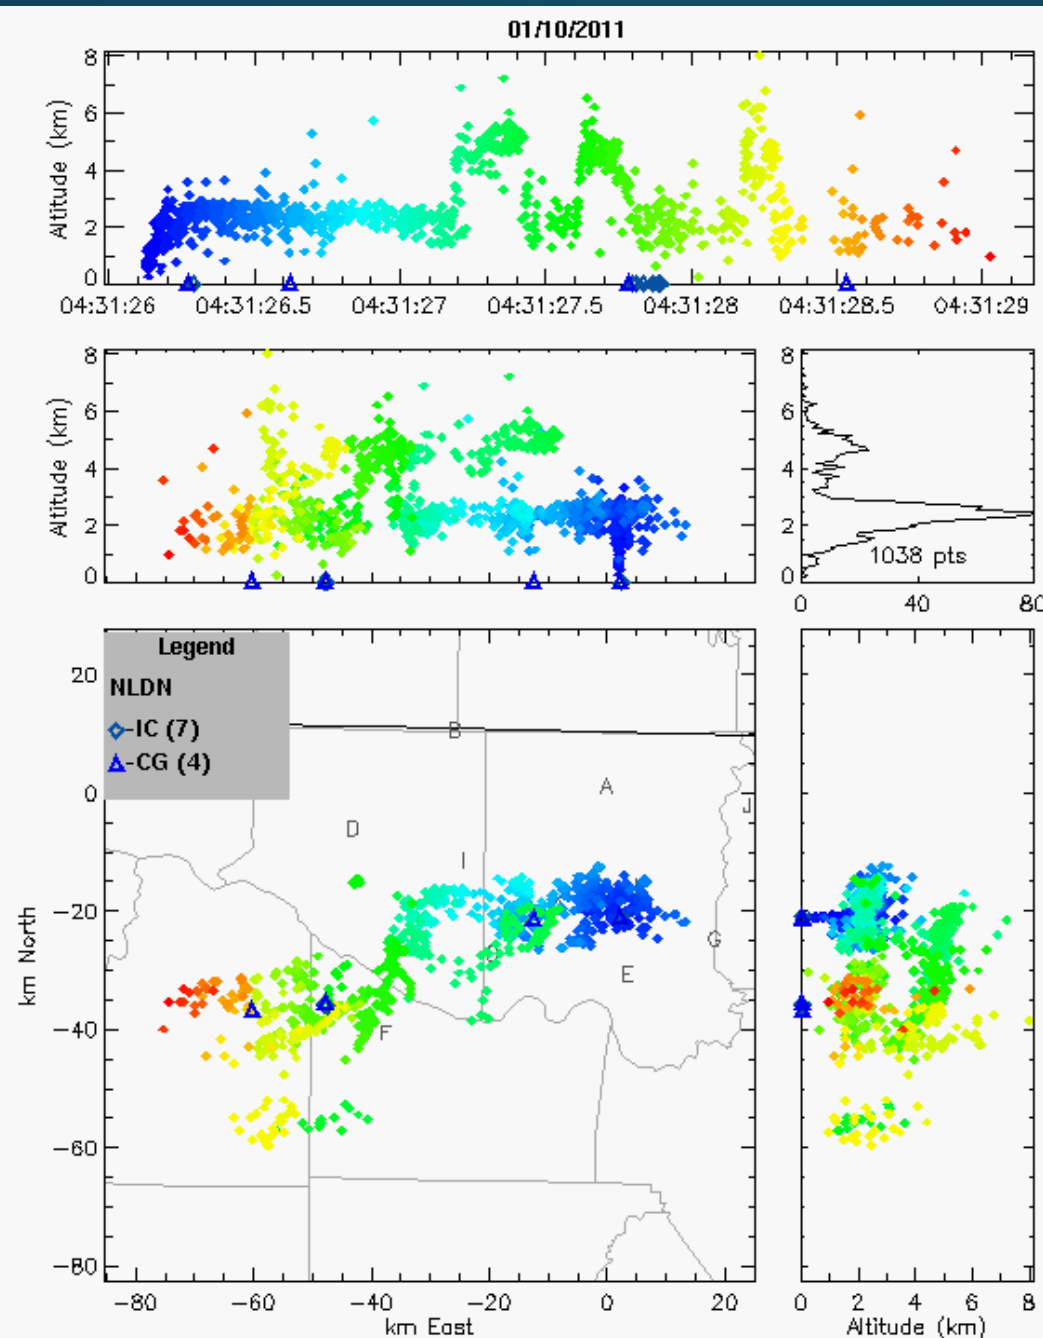 01/10/2011
8
6
4
2
0
Altitude (km)
04:31:26 04:31:26.5 04:31:27 04:31:27.5 04:31:28 04:31:28.5 04:31:29
8
6
4
2
0
Altitude (km)
8
6
4
2
0
1038 pts
0 40 80
Legend
NLDN
-IC (7)
-CG (4)
20
0
-20
-40
-60
-80
km North
B
A
J
D
I
G
E
F
-80 -60 -40 -20 0 20
km East
0 2 4 6 8
Altitude (km)